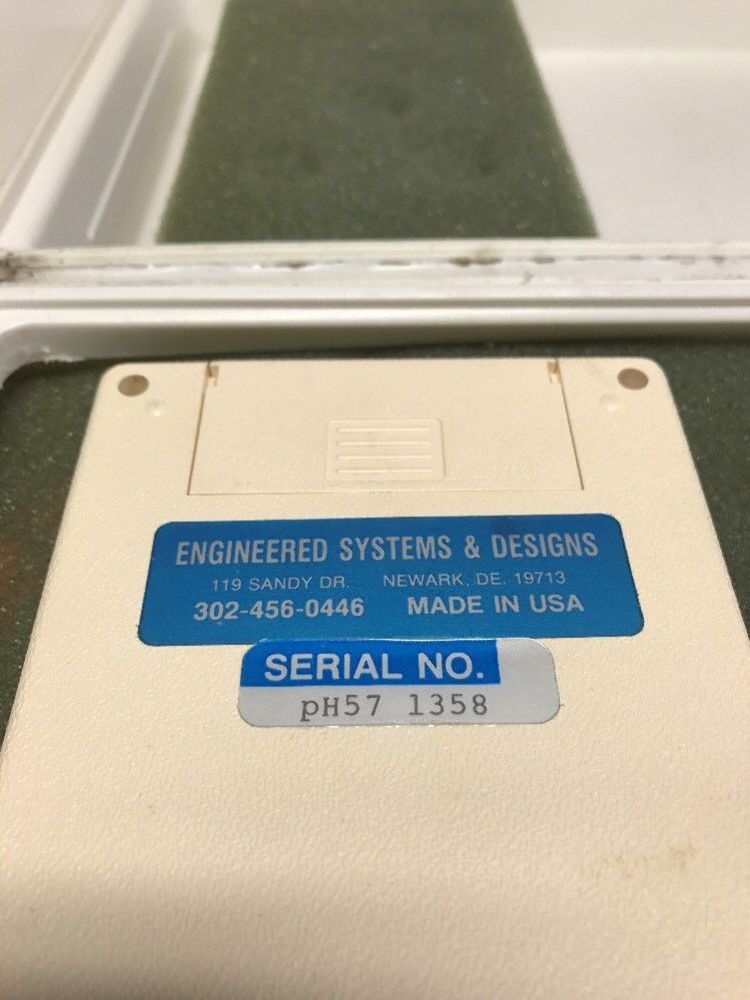 ENGINEERED SYSTEMS & DESIGNS
119 SANDY DR. NEWARK, DE. 19713
302-456-0446 MADE IN USA
SERIAL NO.
pH57 1358